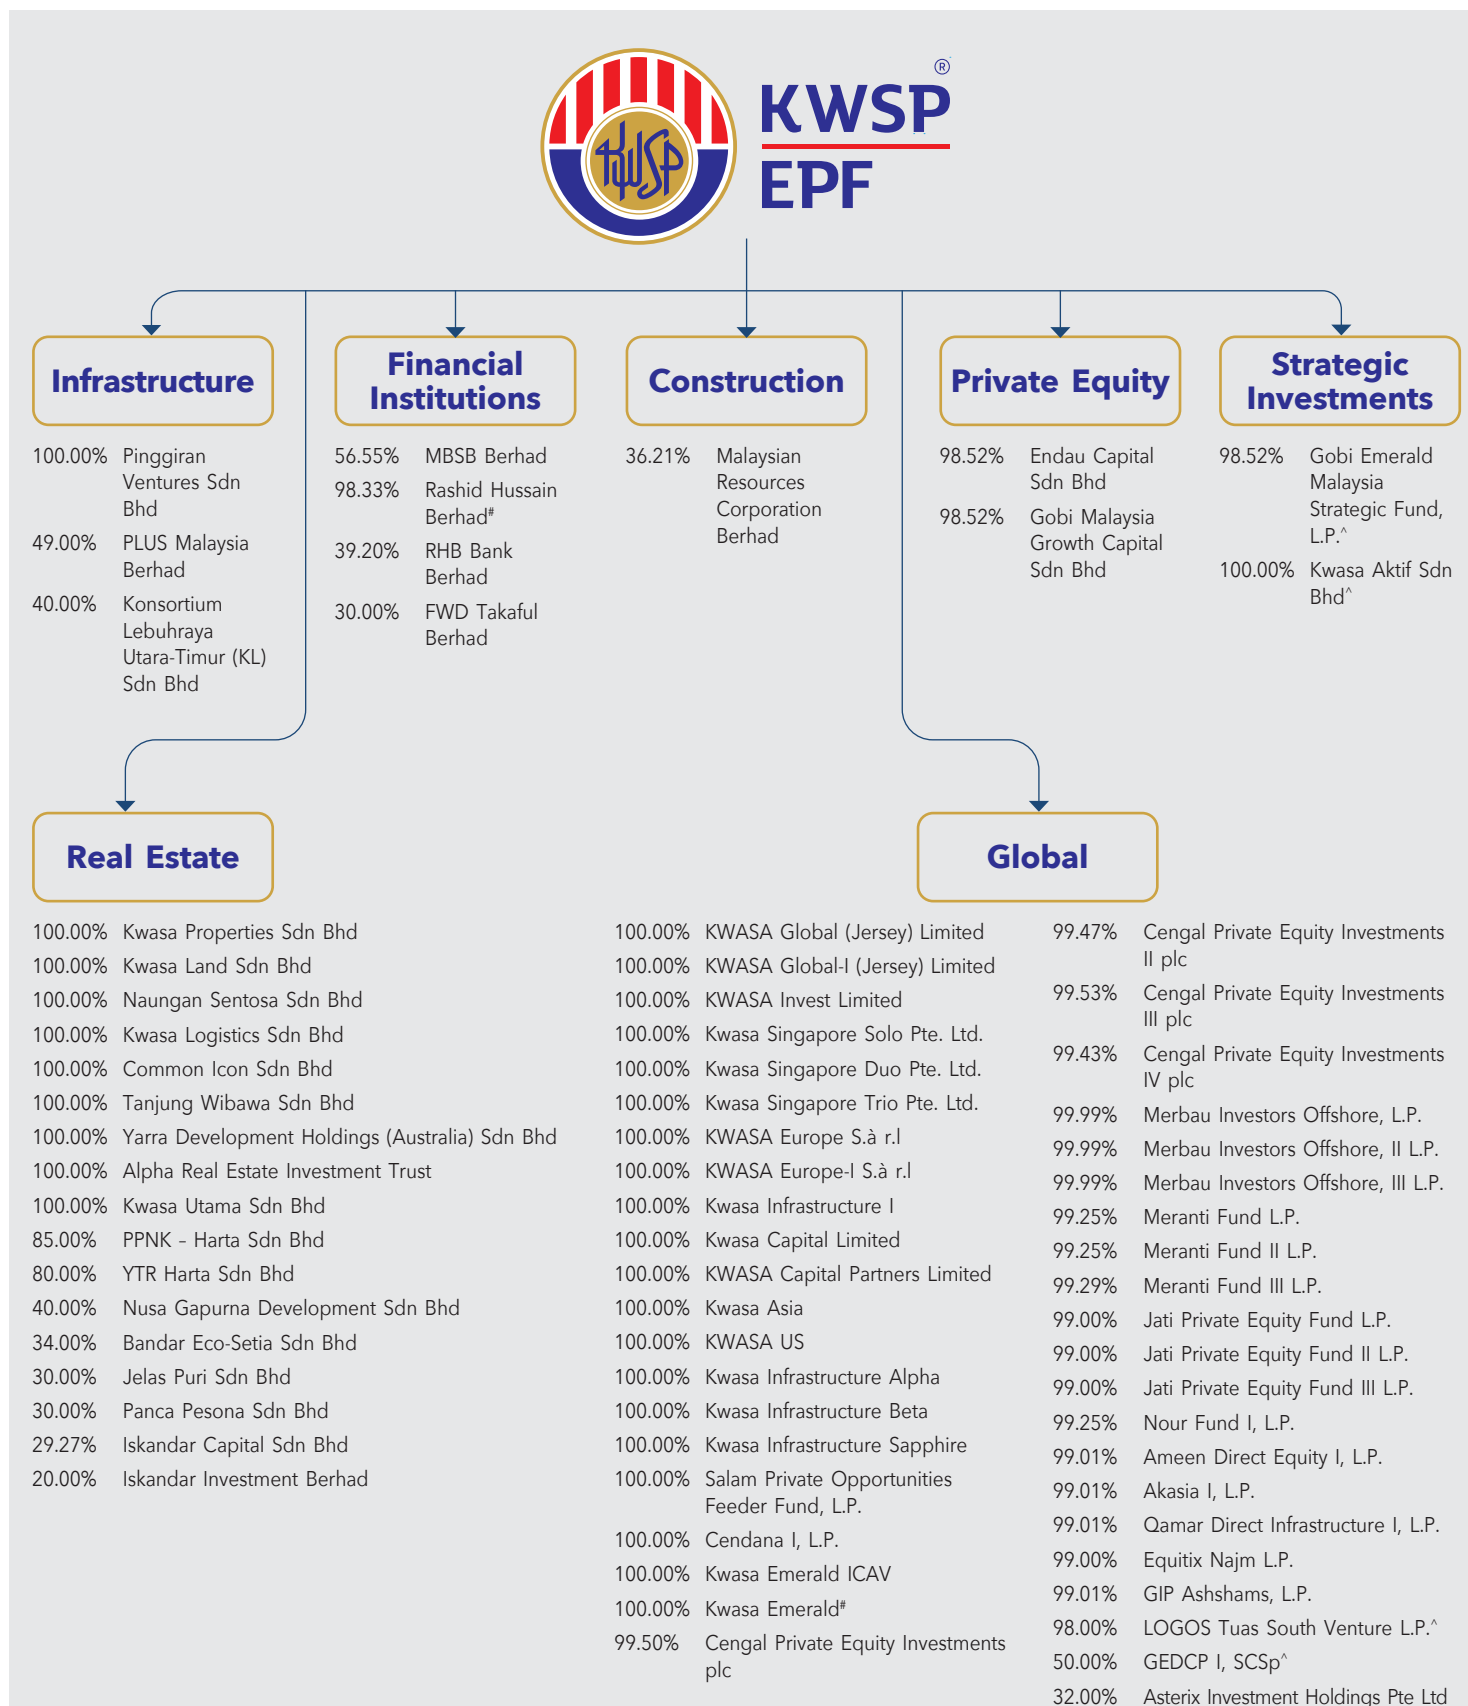 KWSP
®
KWSP
EPF
Infrastructure
100.00% Pinggiran
Ventures Sdn
Bhd
49.00% PLUS Malaysia
Berhad
40.00% Konsortium
Lebuhraya
Utara-Timur (KL)
Sdn Bhd
Financial
Institutions
56.55% MBSB Berhad
98.33% Rashid Hussain
Berhad#
39.20% RHB Bank
Berhad
30.00% FWD Takaful
Berhad
Construction
36.21% Malaysian
Resources
Corporation
Berhad
Private Equity
98.52% Endau Capital
Sdn Bhd
98.52% Gobi Malaysia
Growth Capital
Sdn Bhd
Strategic
Investments
98.52% Gobi Emerald
Malaysia
Strategic Fund,
L.P.^
100.00% Kwasa Aktif Sdn
Bhd^
Real Estate
100.00% Kwasa Properties Sdn Bhd
100.00% Kwasa Land Sdn Bhd
100.00% Naungan Sentosa Sdn Bhd
100.00% Kwasa Logistics Sdn Bhd
100.00% Common Icon Sdn Bhd
100.00% Tanjung Wibawa Sdn Bhd
100.00% Yarra Development Holdings (Australia) Sdn Bhd
100.00% Alpha Real Estate Investment Trust
100.00% Kwasa Utama Sdn Bhd
85.00% PPNK – Harta Sdn Bhd
80.00% YTR Harta Sdn Bhd
40.00% Nusa Gapurna Development Sdn Bhd
34.00% Bandar Eco-Setia Sdn Bhd
30.00% Jelas Puri Sdn Bhd
30.00% Panca Pesona Sdn Bhd
29.27% Iskandar Capital Sdn Bhd
20.00% Iskandar Investment Berhad
Global
100.00% KWASA Global (Jersey) Limited
100.00% KWASA Global-I (Jersey) Limited
100.00% KWASA Invest Limited
100.00% Kwasa Singapore Solo Pte. Ltd.
100.00% Kwasa Singapore Duo Pte. Ltd.
100.00% Kwasa Singapore Trio Pte. Ltd.
100.00% KWASA Europe S.à r.l
100.00% KWASA Europe-I S.à r.l
100.00% Kwasa Infrastructure I
100.00% Kwasa Capital Limited
100.00% KWASA Capital Partners Limited
100.00% Kwasa Asia
100.00% KWASA US
100.00% Kwasa Infrastructure Alpha
100.00% Kwasa Infrastructure Beta
100.00% Kwasa Infrastructure Sapphire
100.00% Salam Private Opportunities
Feeder Fund, L.P.
100.00% Cendana I, L.P.
100.00% Kwasa Emerald ICAV
100.00% Kwasa Emerald#
99.50% Cengal Private Equity Investments
plc
99.47% Cengal Private Equity Investments
II plc
99.53% Cengal Private Equity Investments
III plc
99.43% Cengal Private Equity Investments
IV plc
99.99% Merbau Investors Offshore, L.P.
99.99% Merbau Investors Offshore, II L.P.
99.99% Merbau Investors Offshore, III L.P.
99.25% Meranti Fund L.P.
99.25% Meranti Fund II L.P.
99.29% Meranti Fund III L.P.
99.00% Jati Private Equity Fund L.P.
99.00% Jati Private Equity Fund II L.P.
99.00% Jati Private Equity Fund III L.P.
99.25% Nour Fund I, L.P.
99.01% Ameen Direct Equity I, L.P.
99.01% Akasia I, L.P.
99.01% Qamar Direct Infrastructure I, L.P.
99.00% Equitix Najm L.P.
99.01% GIP Ashshams, L.P.
98.00% LOGOS Tuas South Venture L.P.^
50.00% GEDCP I, SCSp^
32.00% Asterix Investment Holdings Pte Ltd